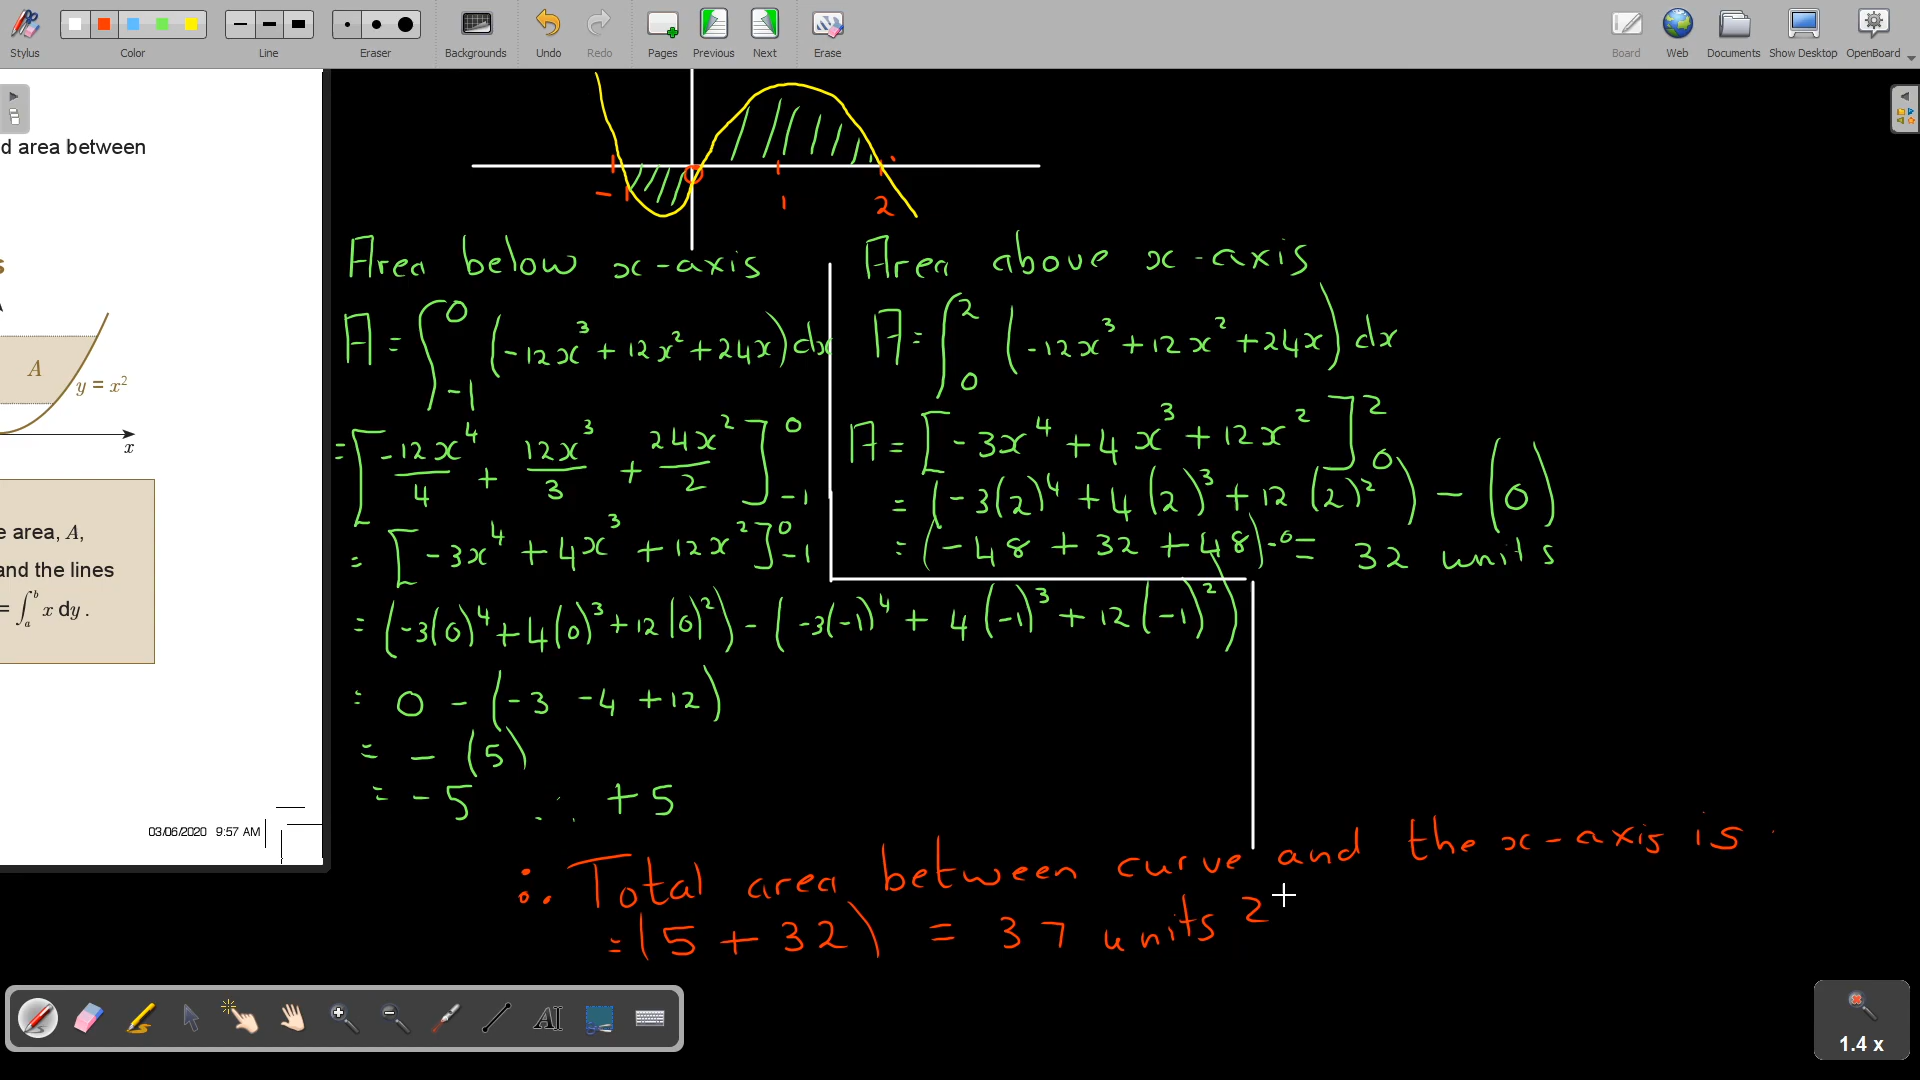 Stylus Color Line Eraser Backgrounds Undo Redo Pages Previous Next Erase Board Web Documents Show Desktop OpenBoard
d area between
s
A
y = x²
x
e area, A,
and the lines
= ∫ₐᵇ x dy .
03/06/2020 9:57 AM
-1 0 1 2
Area below x-axis
A = ∫₋₁⁰ (-12x³ + 12x² + 24x) dx
= [-12x⁴/4 + 12x³/3 + 24x²/2]₋₁⁰
= [-3x⁴ + 4x³ + 12x²]₋₁⁰
= (-3(0)⁴ + 4(0)³ + 12(0)²) - (-3(-1)⁴ + 4(-1)³ + 12(-1)²)
= 0 - (-3 -4 +12)
= - (5)
= -5 ∴ +5
Area above x-axis
A = ∫₀² (-12x³ + 12x² + 24x) dx
A = [-3x⁴ + 4x³ + 12x²]₀²
= (-3(2)⁴ + 4(2)³ + 12(2)²) - (0)
= (-48 + 32 + 48) - 0 = 32 units
∴ Total area between curve and the x-axis is
= (5 + 32) = 37 units ²
1.4 x